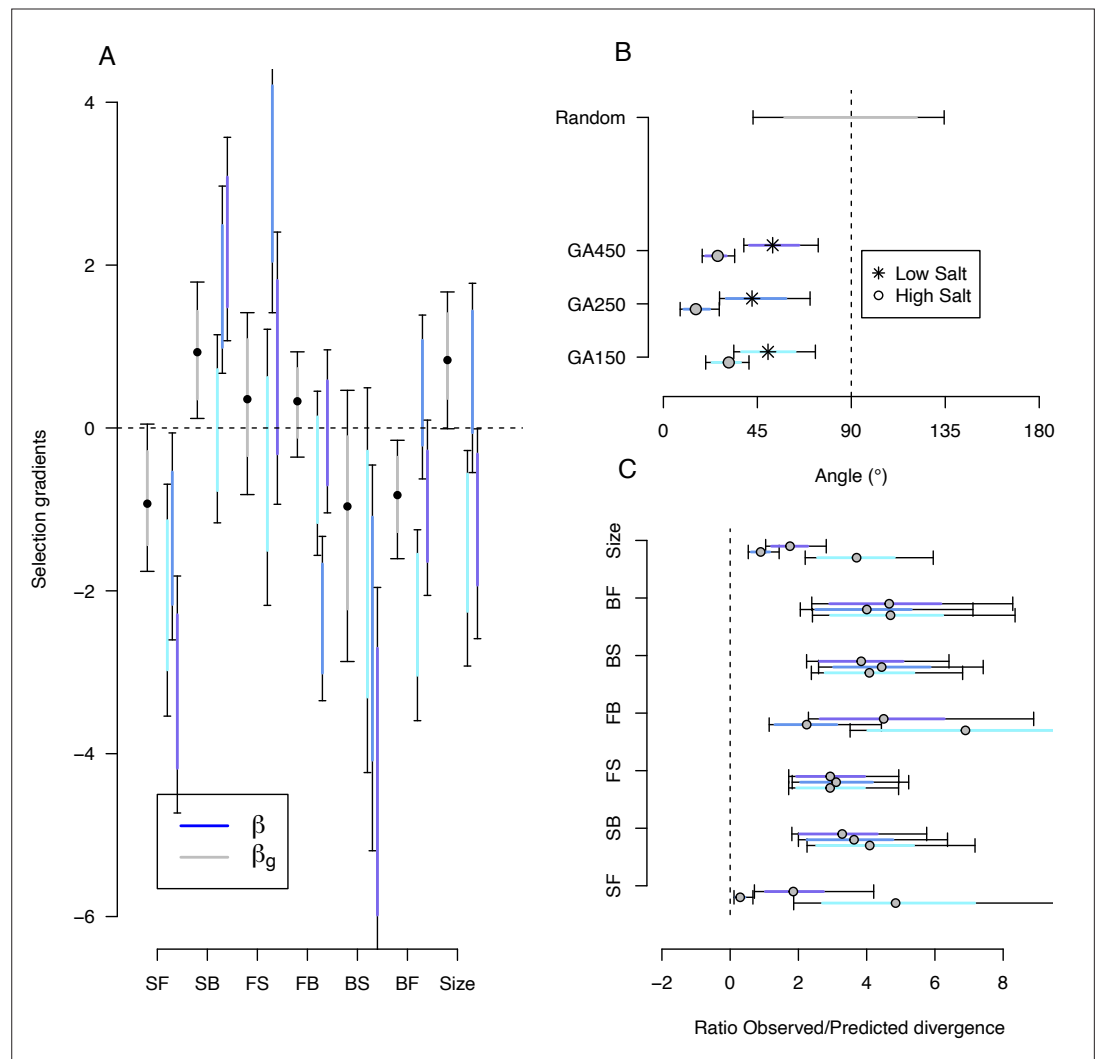 A
Selection gradients
4
2
0
−2
−4
−6
β
βg
SF SB FS FB BS BF Size
B
Random
GA450
GA250
GA150
Low Salt
High Salt
0 45 90 135 180
Angle (°)
C
Size
BF
BS
FB
FS
SB
SF
−2 0 2 4 6 8
Ratio Observed/Predicted divergence